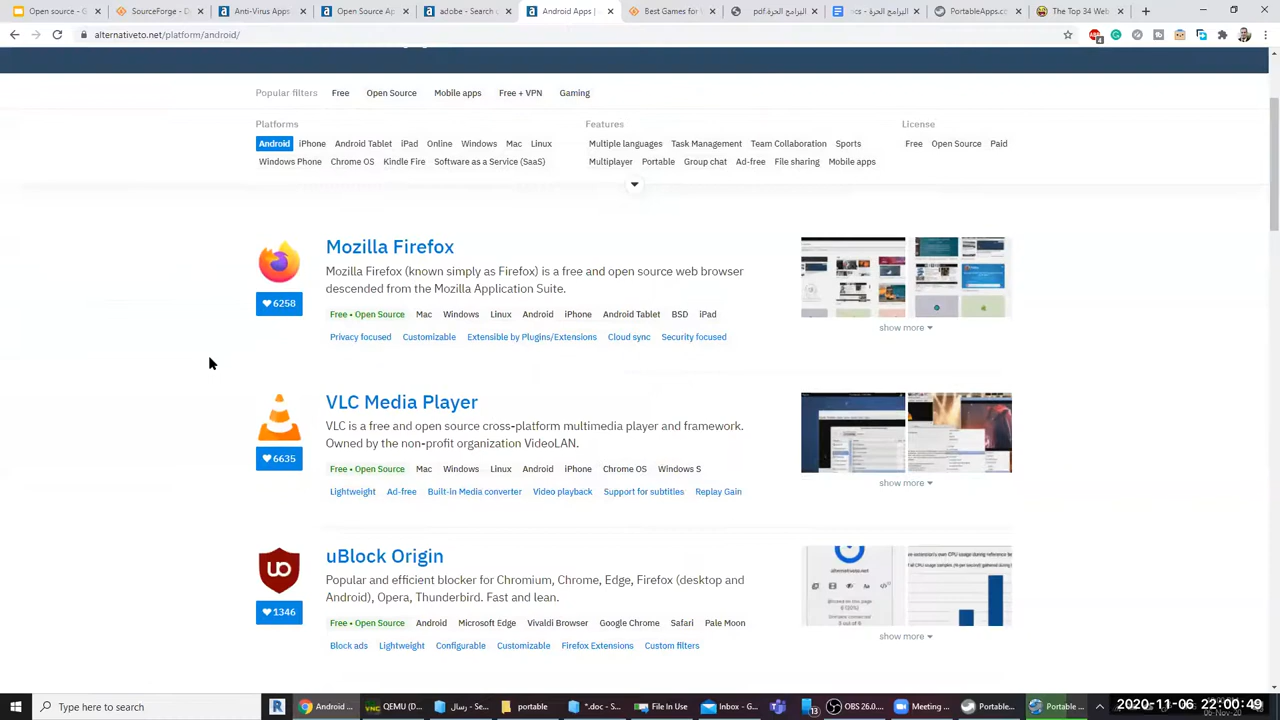 Open source - G
SourceForge - D
Anti-Virus Apps
Open Source Ap
adobe - Search
Android Apps |
Best Games for
البرامج الحرة.pdf
البرامج الحرة - docs
PortableApps.c
The Top 34 Web
alternativeto.net/platform/android/
Popular filters Free Open Source Mobile apps Free + VPN Gaming
Platforms
Android iPhone Android Tablet iPad Online Windows Mac Linux
Windows Phone Chrome OS Kindle Fire Software as a Service (SaaS)
Features
Multiple languages Task Management Team Collaboration Sports
Multiplayer Portable Group chat Ad-free File sharing Mobile apps
License
Free Open Source Paid
Mozilla Firefox
Mozilla Firefox (known simply as Firefox) is a free and open source web browser
descended from the Mozilla Application Suite.
6258
Free • Open Source Mac Windows Linux Android iPhone Android Tablet BSD iPad
Privacy focused Customizable Extensible by Plugins/Extensions Cloud sync Security focused
show more
VLC Media Player
VLC is a free and open source cross-platform multimedia player and framework.
Owned by the non-profit organization VideoLAN.
6635
Free • Open Source Mac Windows Linux Android iPhone Chrome OS Windows S
Lightweight Ad-free Built-in Media converter Video playback Support for subtitles Replay Gain
show more
uBlock Origin
Popular and efficient blocker for Chromium, Chrome, Edge, Firefox (desktop and
Android), Opera, Thunderbird. Fast and lean.
1346
Free • Open Source Android Microsoft Edge Vivaldi Browser Google Chrome Safari Pale Moon
Block ads Lightweight Configurable Customizable Firefox Extensions Custom filters
show more
Type here to search
Android ...
QEMU (D...
رسال - S...
portable
*.doc - S...
File In Use
Inbox - G...
13
OBS 26.0...
Meeting ...
Portable...
Portable ...
2020-11-06 22:00:49